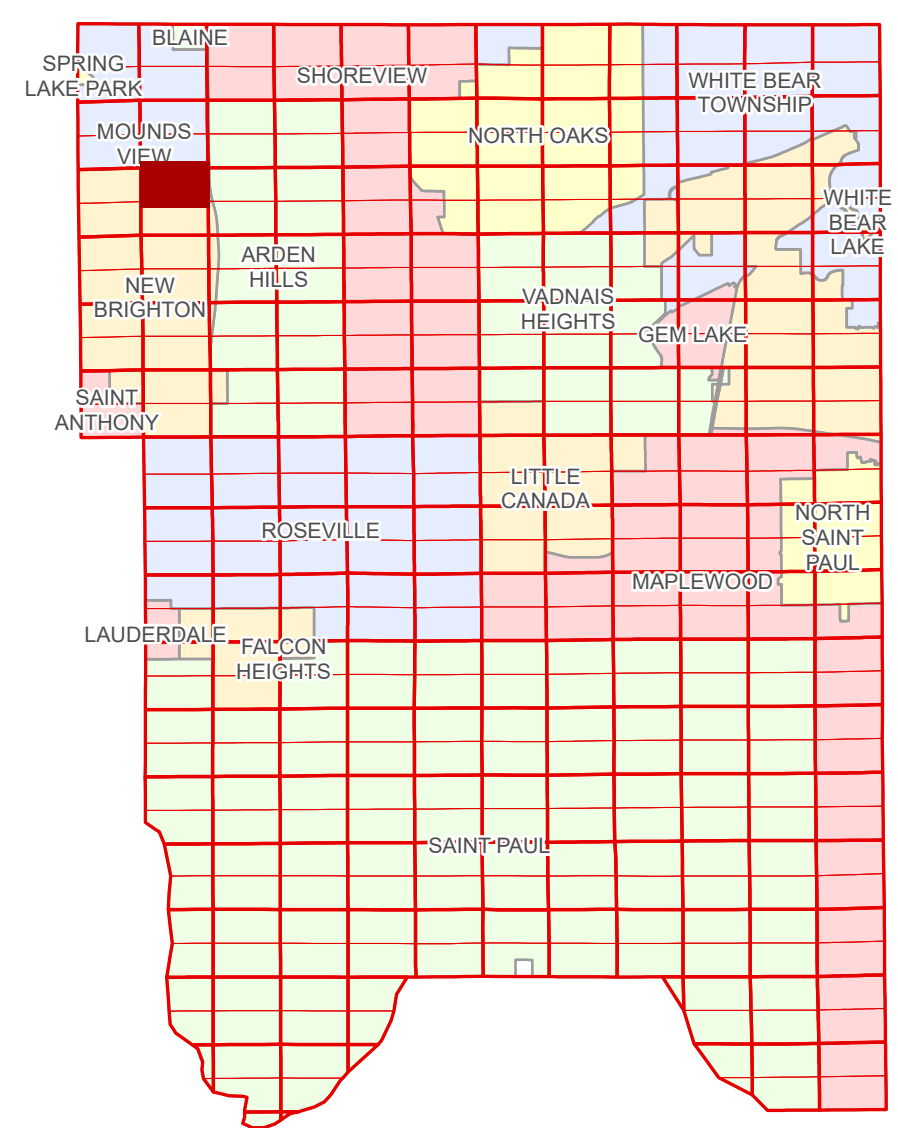 BLAINE
SPRING
LAKE PARK
SHOREVIEW
WHITE BEAR
TOWNSHIP
MOUNDS
VIEW
NORTH OAKS
WHITE
BEAR
LAKE
ARDEN
HILLS
NEW
BRIGHTON
VADNAIS
HEIGHTS
GEM LAKE
SAINT
ANTHONY
LITTLE
CANADA
NORTH
SAINT
PAUL
ROSEVILLE
MAPLEWOOD
LAUDERDALE
FALCON
HEIGHTS
SAINT PAUL